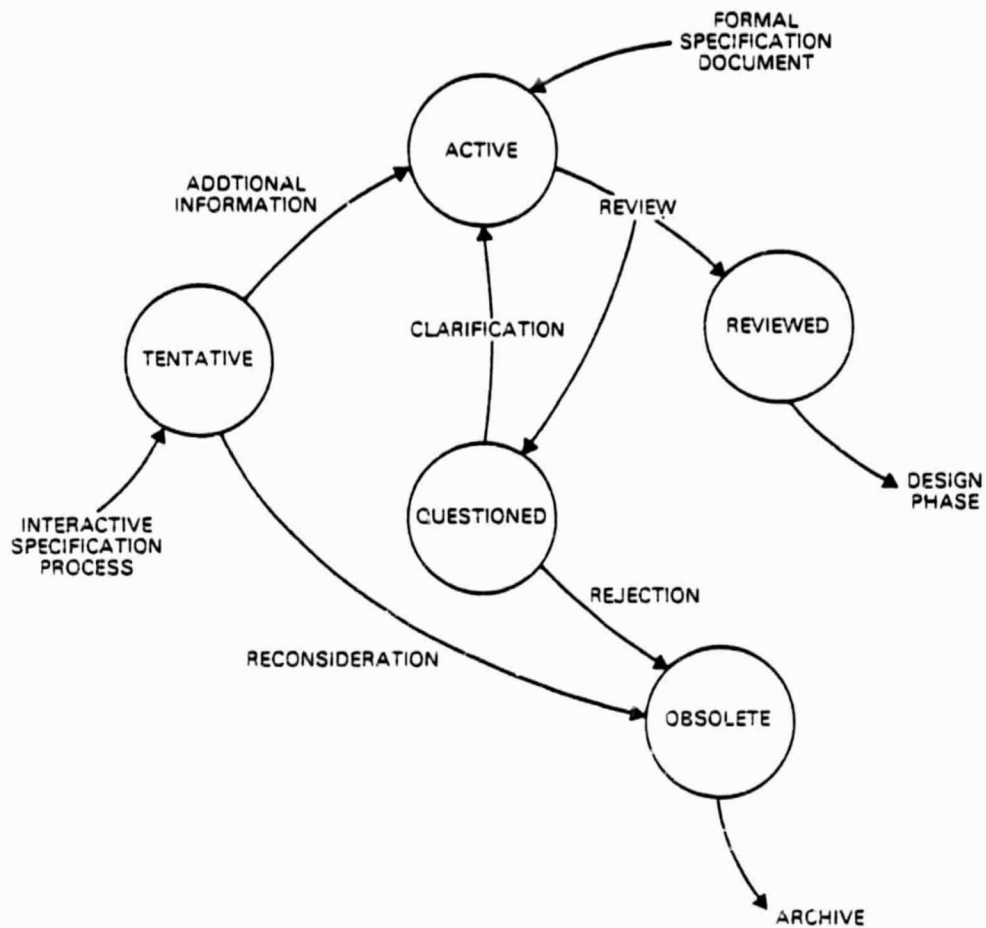 FORMAL
SPECIFICATION
DOCUMENT
ACTIVE
ADDTIONAL
INFORMATION
REVIEW
CLARIFICATION
REVIEWED
TENTATIVE
DESIGN
PHASE
QUESTIONED
INTERACTIVE
SPECIFICATION
PROCESS
REJECTION
RECONSIDERATION
OBSOLETE
ARCHIVE